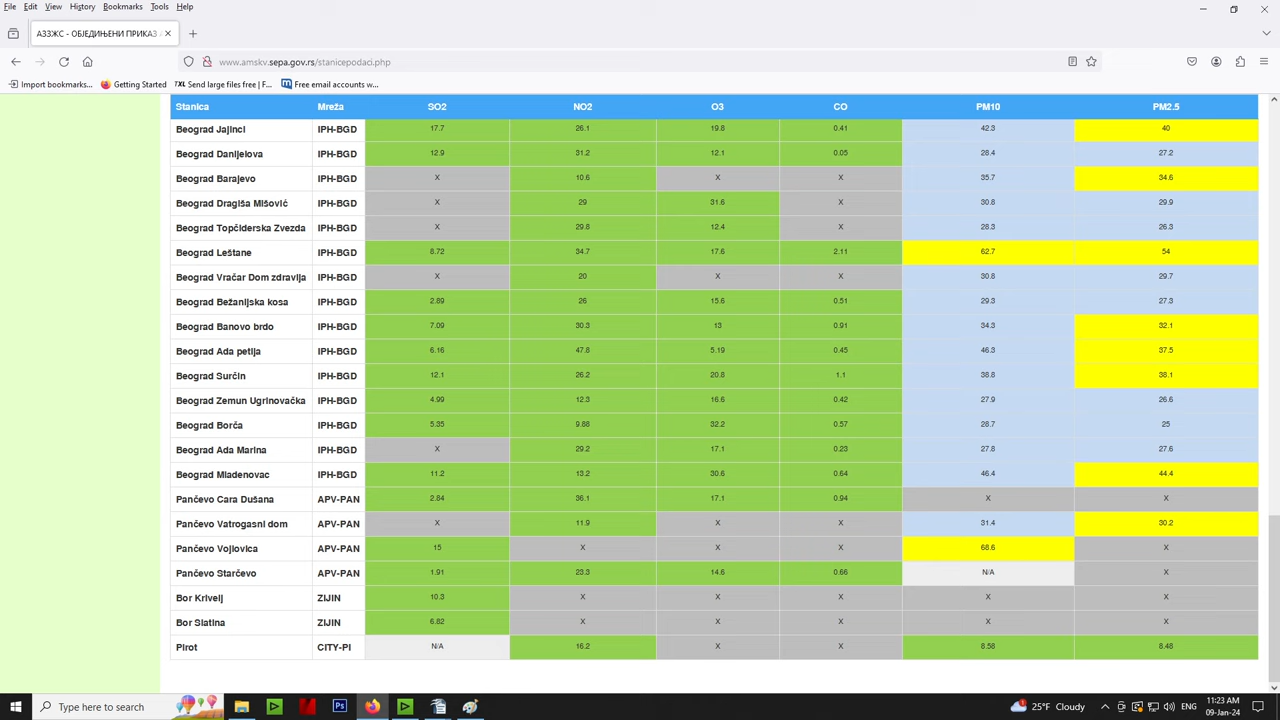 File Edit View History Bookmarks Tools Help
АЗЗЖС - ОБЈЕДИЊЕНИ ПРИКАЗ
www.amskv.sepa.gov.rs/stanicepodaci.php
Import bookmarks... Getting Started TXL Send large files free | F... Free email accounts w...
Stanica Mreža SO2 NO2 O3 CO PM10 PM2.5
Beograd Jajinci IPH-BGD 17.7 26.1 19.8 0.41 42.3 40
Beograd Danijelova IPH-BGD 12.9 31.2 12.1 0.05 28.4 27.2
Beograd Barajevo IPH-BGD X 10.6 X X 35.7 34.6
Beograd Dragiša Mišović IPH-BGD X 29 31.6 X 30.8 29.9
Beograd Topčiderska Zvezda IPH-BGD X 29.8 12.4 X 28.3 26.3
Beograd Leštane IPH-BGD 8.72 34.7 17.6 2.11 62.7 54
Beograd Vračar Dom zdravlja IPH-BGD X 20 X X 30.8 29.7
Beograd Bežanijska kosa IPH-BGD 2.89 26 15.6 0.51 29.3 27.3
Beograd Banovo brdo IPH-BGD 7.09 30.3 13 0.91 34.3 32.1
Beograd Ada petlja IPH-BGD 6.16 47.8 5.19 0.45 46.3 37.5
Beograd Surčin IPH-BGD 12.1 26.2 20.8 1.1 38.8 38.1
Beograd Zemun Ugrinovačka IPH-BGD 4.99 12.3 16.6 0.42 27.9 26.6
Beograd Borča IPH-BGD 5.35 9.88 32.2 0.57 28.7 25
Beograd Ada Marina IPH-BGD X 29.2 17.1 0.23 27.8 27.6
Beograd Mladenovac IPH-BGD 11.2 13.2 30.6 0.64 46.4 44.4
Pančevo Cara Dušana APV-PAN 2.84 36.1 17.1 0.94 X X
Pančevo Vatrogasni dom APV-PAN X 11.9 X X 31.4 30.2
Pančevo Vojlovica APV-PAN 15 X X X 68.6 X
Pančevo Starčevo APV-PAN 1.91 23.3 14.6 0.66 N/A X
Bor Krivelj ZIJIN 10.3 X X X X X
Bor Slatina ZIJIN 6.82 X X X X X
Pirot CITY-PI N/A 16.2 X X 8.58 8.48
Type here to search
25°F Cloudy
11:23 AM
09-Jan-24